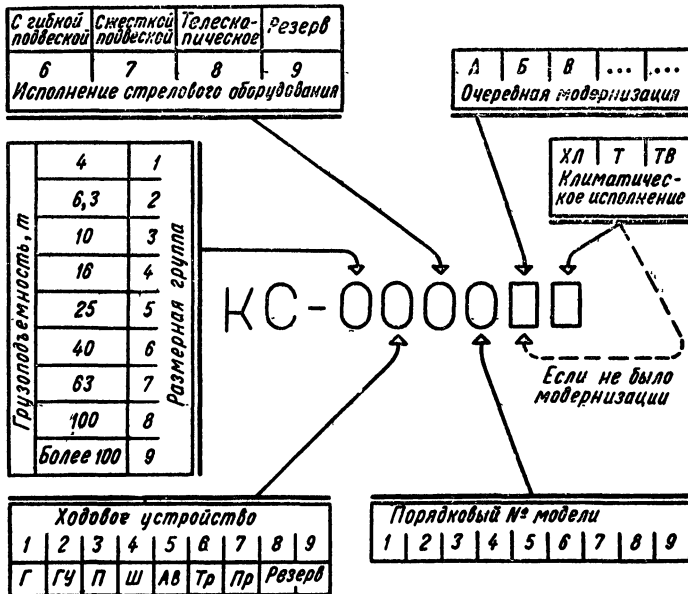 С гибкой подвеской
С жесткой подвеской
Телескопическое
Резерв
6 7 8 9
Исполнение стрелового оборудования
А Б В ... ...
Очередная модернизация
ХЛ Т ТВ
Климатичес-
кое исполнение
Грузоподъемность, т
4 1
6,3 2
10 3
16 4
25 5
40 6
63 7
100 8
Более 100 9
Размерная группа
КС-0000□□
Если не было
модернизации
Ходовое устройство
1 2 3 4 5 6 7 8 9
Г ГУ П Ш Ав Тр Пр Резерв
Порядковый № модели
1 2 3 4 5 6 7 8 9